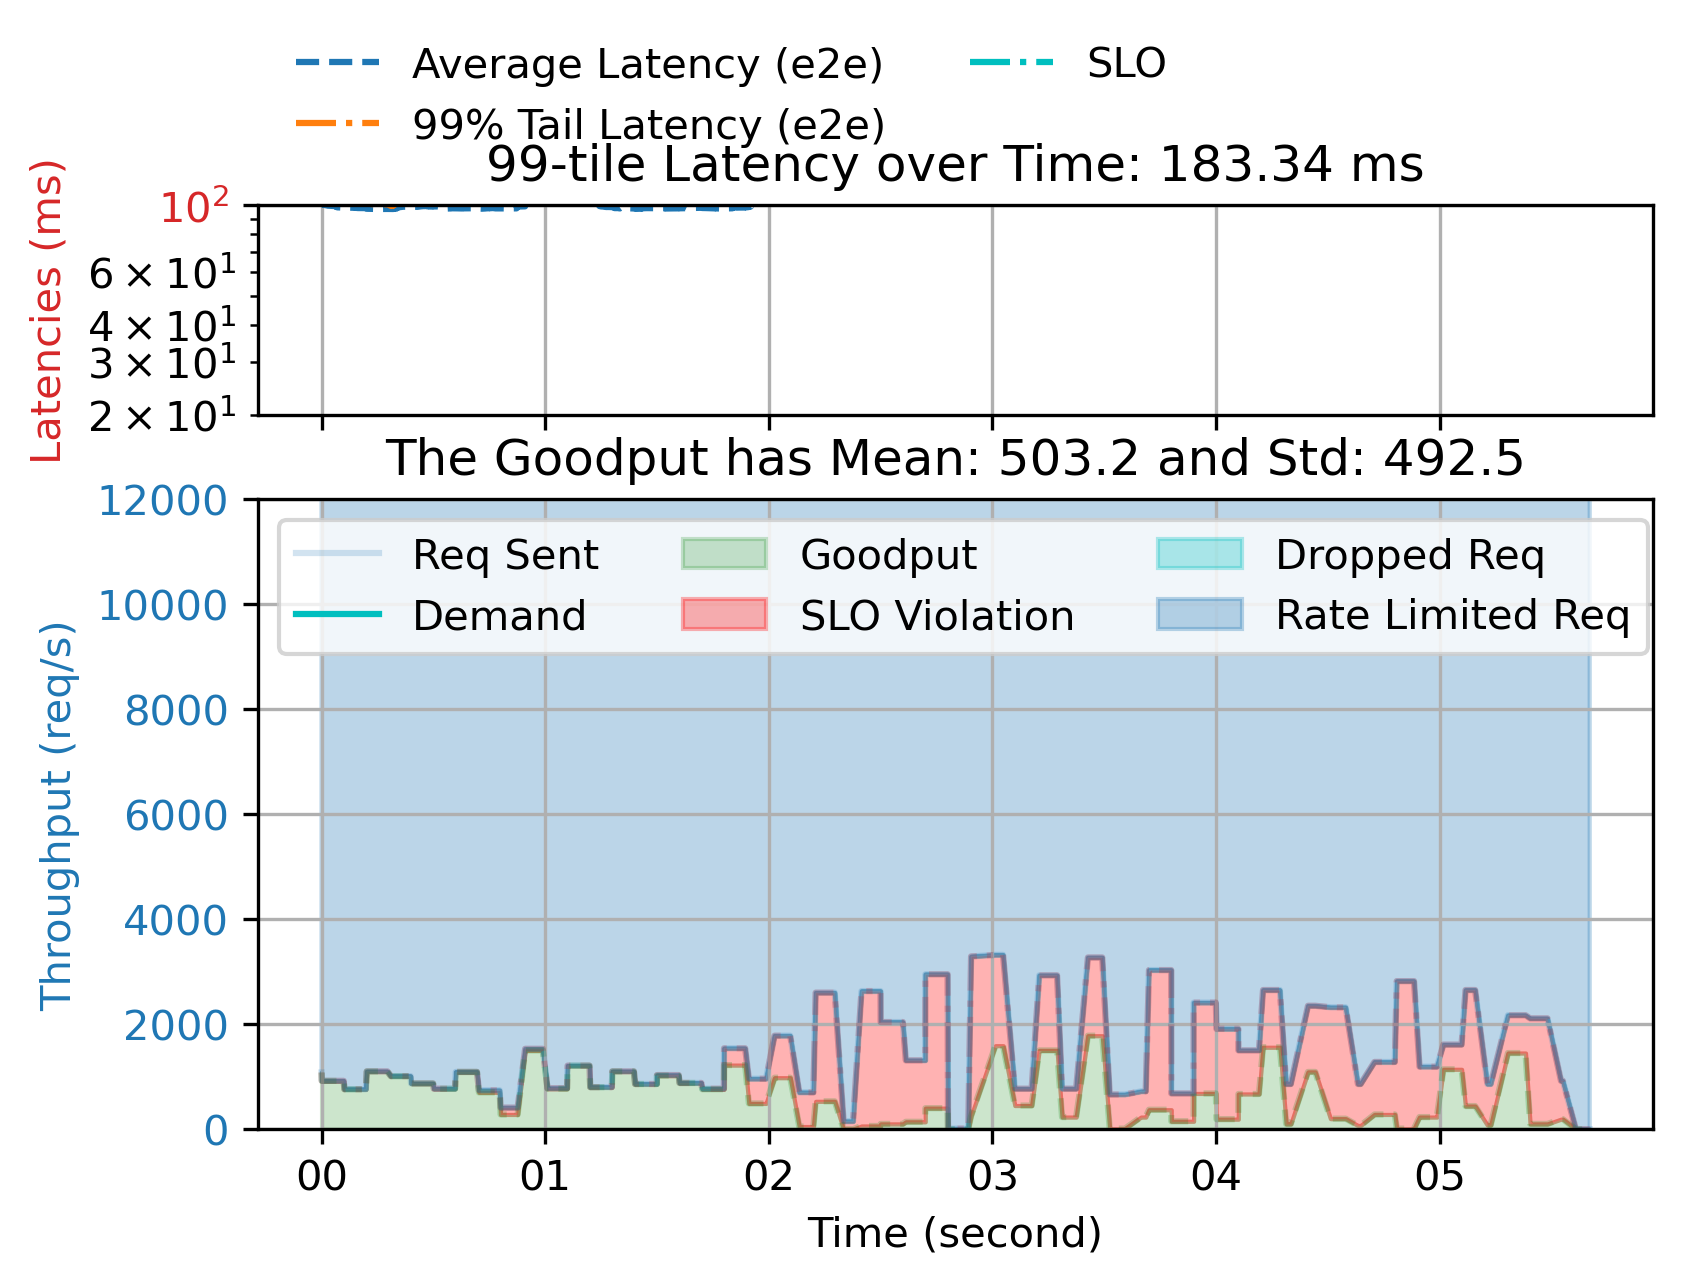 Average Latency (e2e) SLO
99% Tail Latency (e2e)
99-tile Latency over Time: 183.34 ms
Latencies (ms)
10²
6 × 10¹
4 × 10¹
3 × 10¹
2 × 10¹
The Goodput has Mean: 503.2 and Std: 492.5
Throughput (req/s)
12000
10000
8000
6000
4000
2000
0
Req Sent Goodput Dropped Req
Demand SLO Violation Rate Limited Req
00 01 02 03 04 05
Time (second)